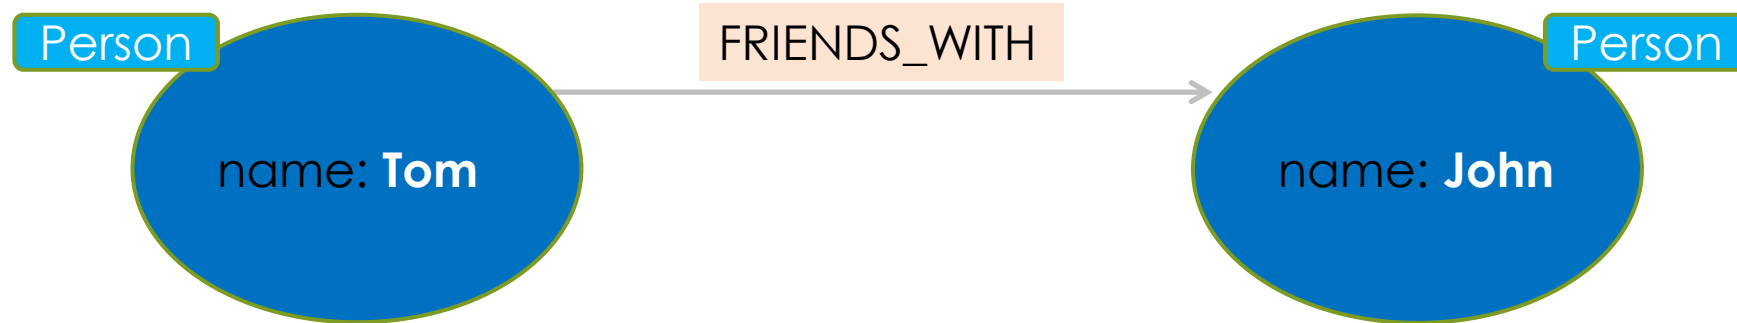 Person
FRIENDS_WITH
Person
name: Tom
name: John